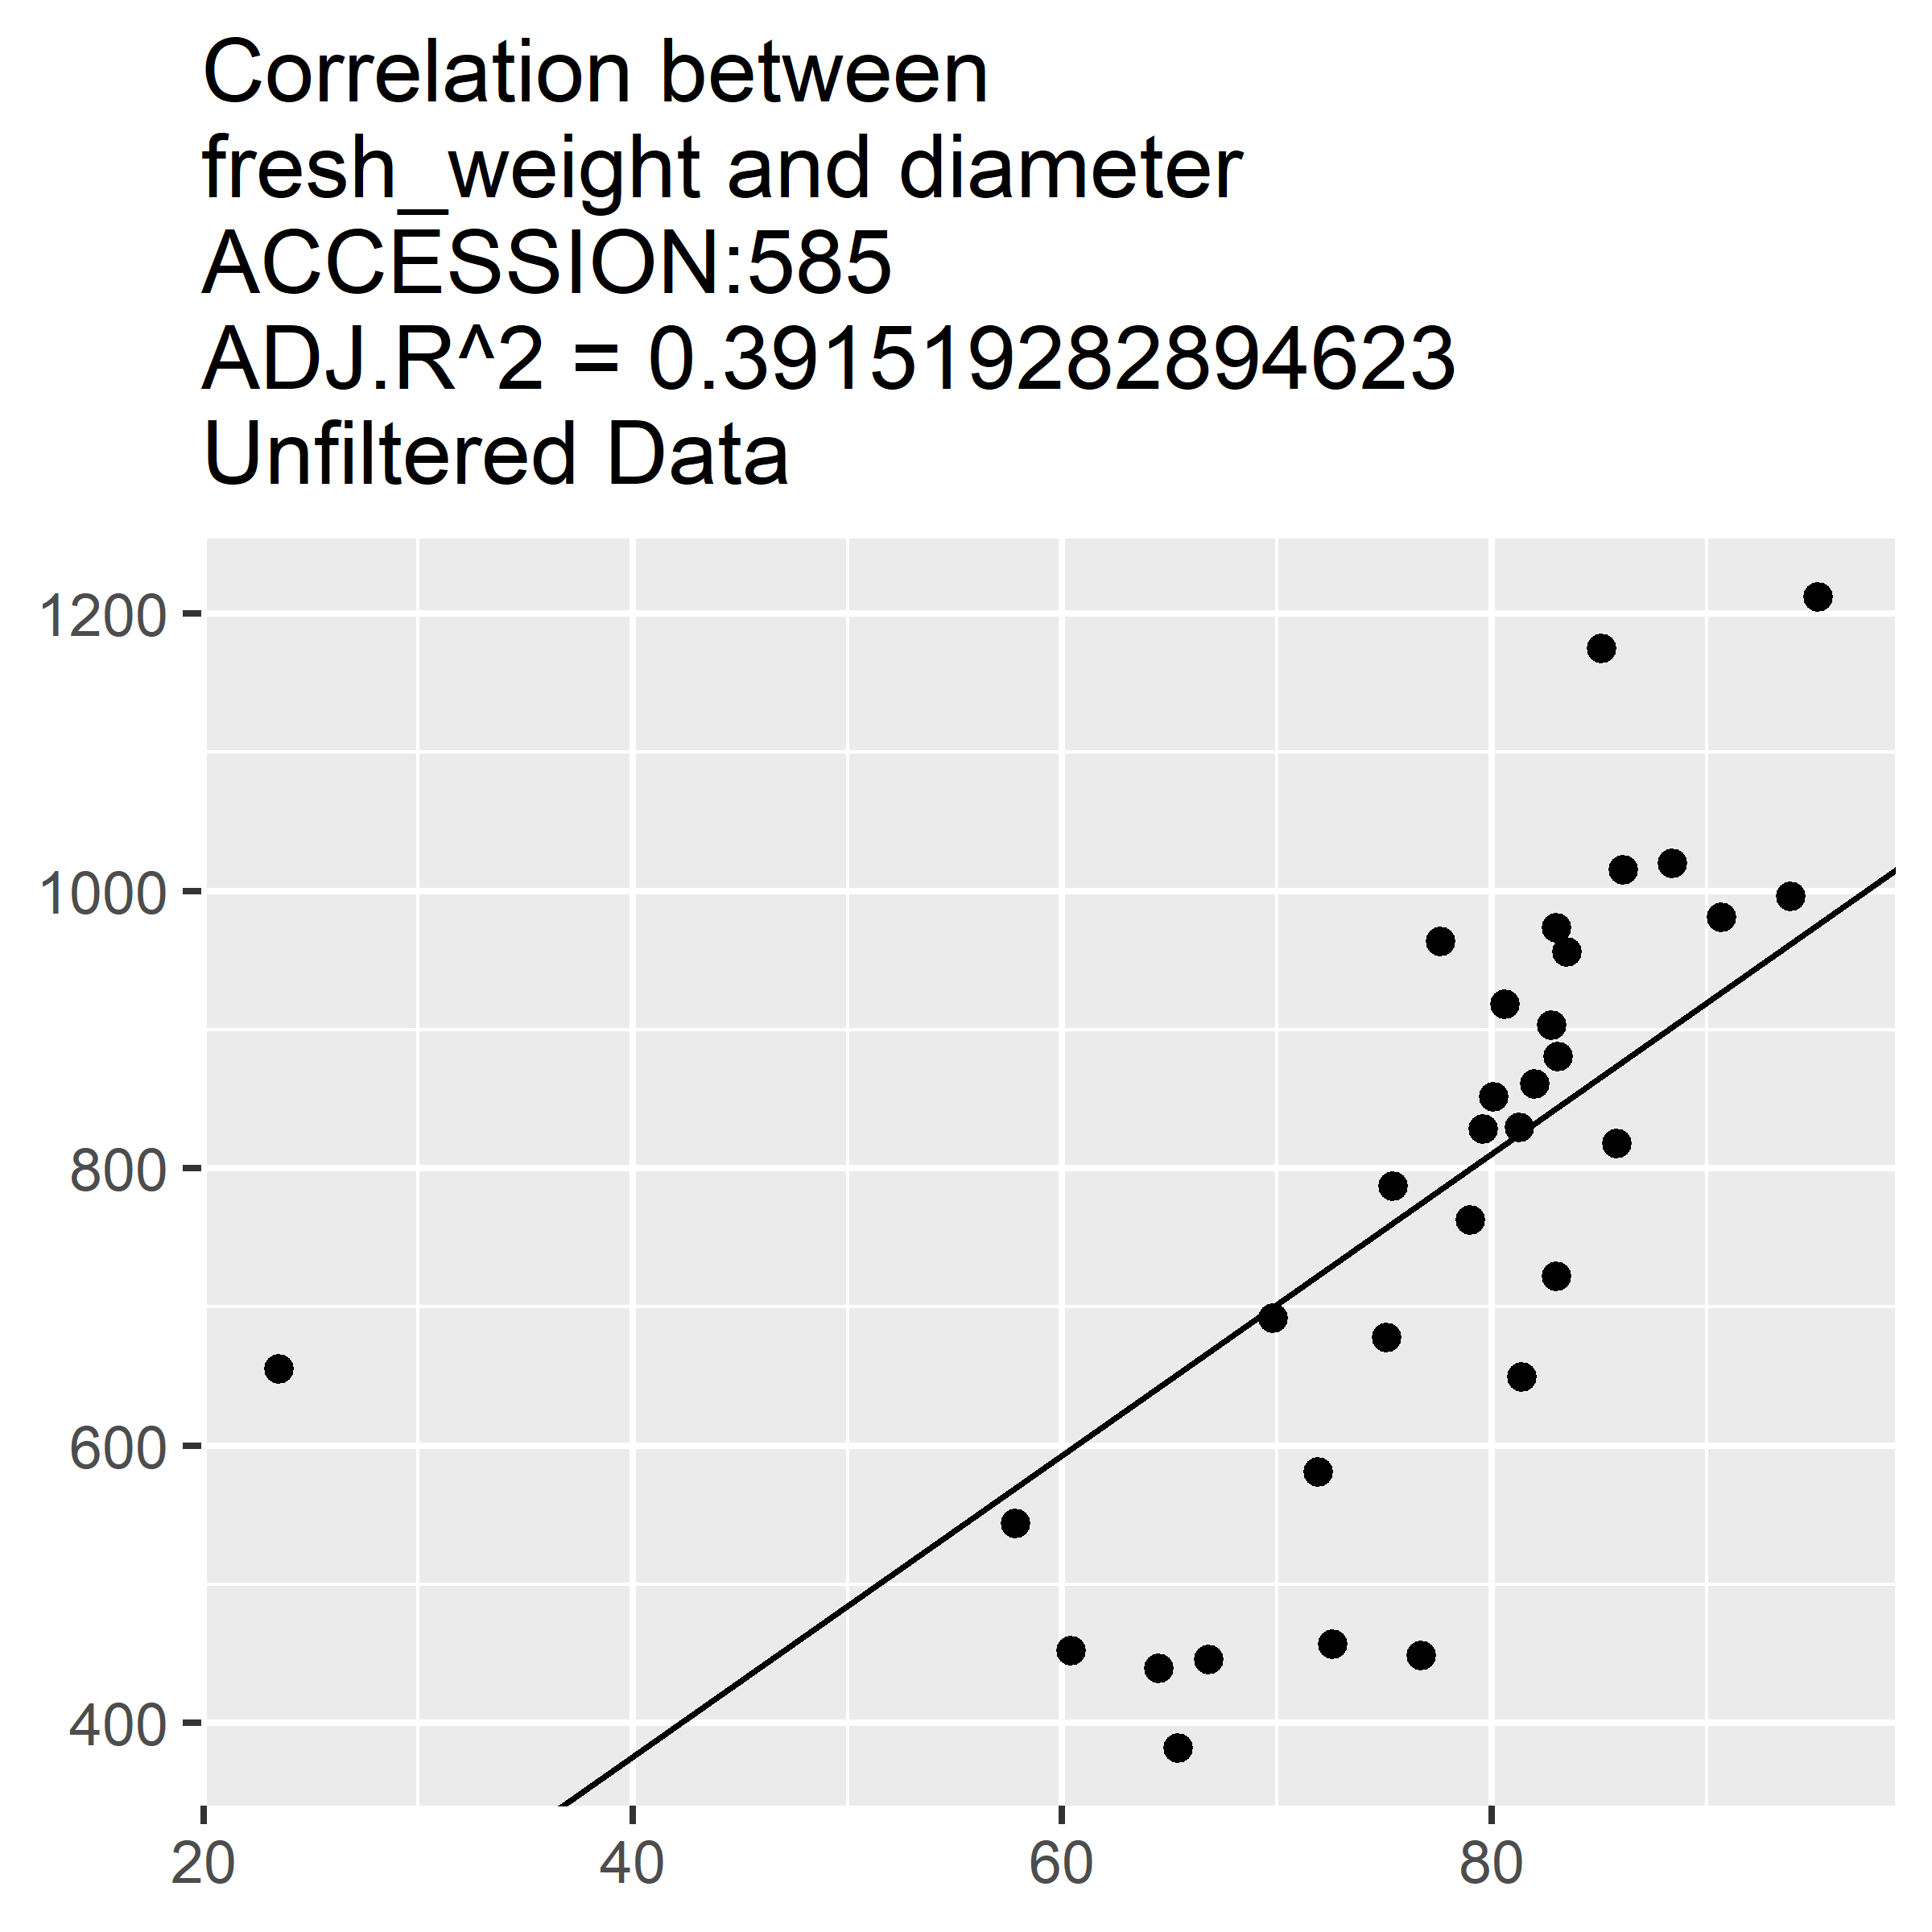 Correlation between
fresh_weight and diameter
ACCESSION:585
ADJ.R^2 = 0.391519282894623
Unfiltered Data
1200
1000
800
600
400
20 40 60 80